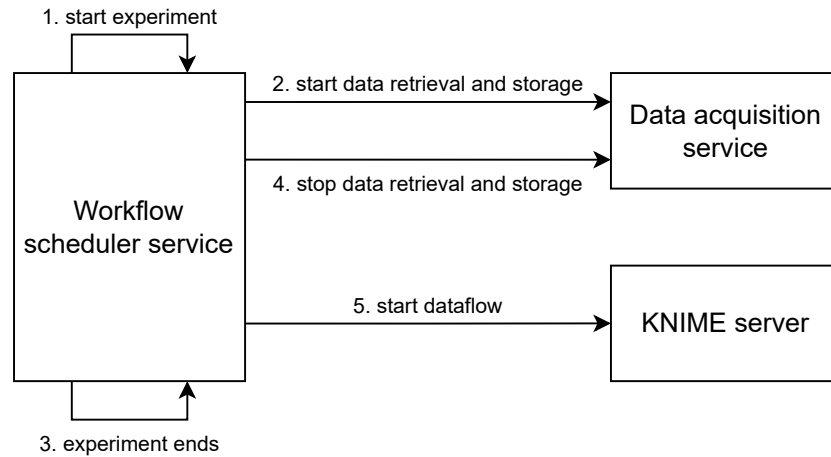 1. start experiment
2. start data retrieval and storage
Data acquisition
service
4. stop data retrieval and storage
Workflow
scheduler service
5. start dataflow
KNIME server
3. experiment ends